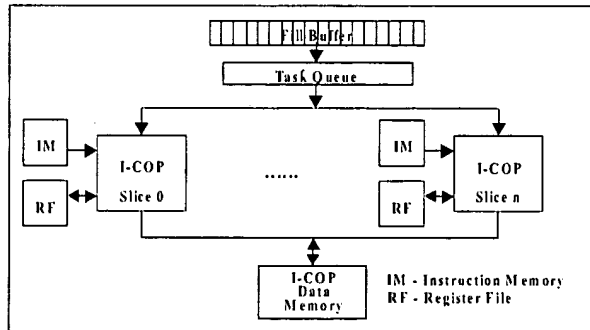 Fill Buffer
Task Queue
IM
I-COP
Slice 0
RF
......
IM
I-COP
Slice n
RF
I-COP
Data
Memory
IM - Instruction Memory
RF - Register File